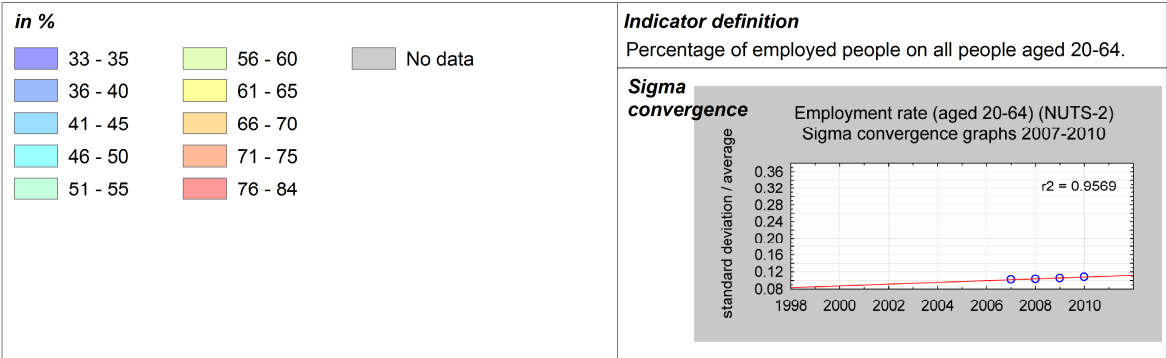 in %
33 - 35
36 - 40
41 - 45
46 - 50
51 - 55
56 - 60
61 - 65
66 - 70
71 - 75
76 - 84
No data
Indicator definition
Percentage of employed people on all people aged 20-64.
Sigma
convergence
Employment rate (aged 20-64) (NUTS-2)
Sigma convergence graphs 2007-2010
standard deviation / average
0.36
0.32
0.28
0.24
0.20
0.16
0.12
0.08
r2 = 0.9569
1998 2000 2002 2004 2006 2008 2010